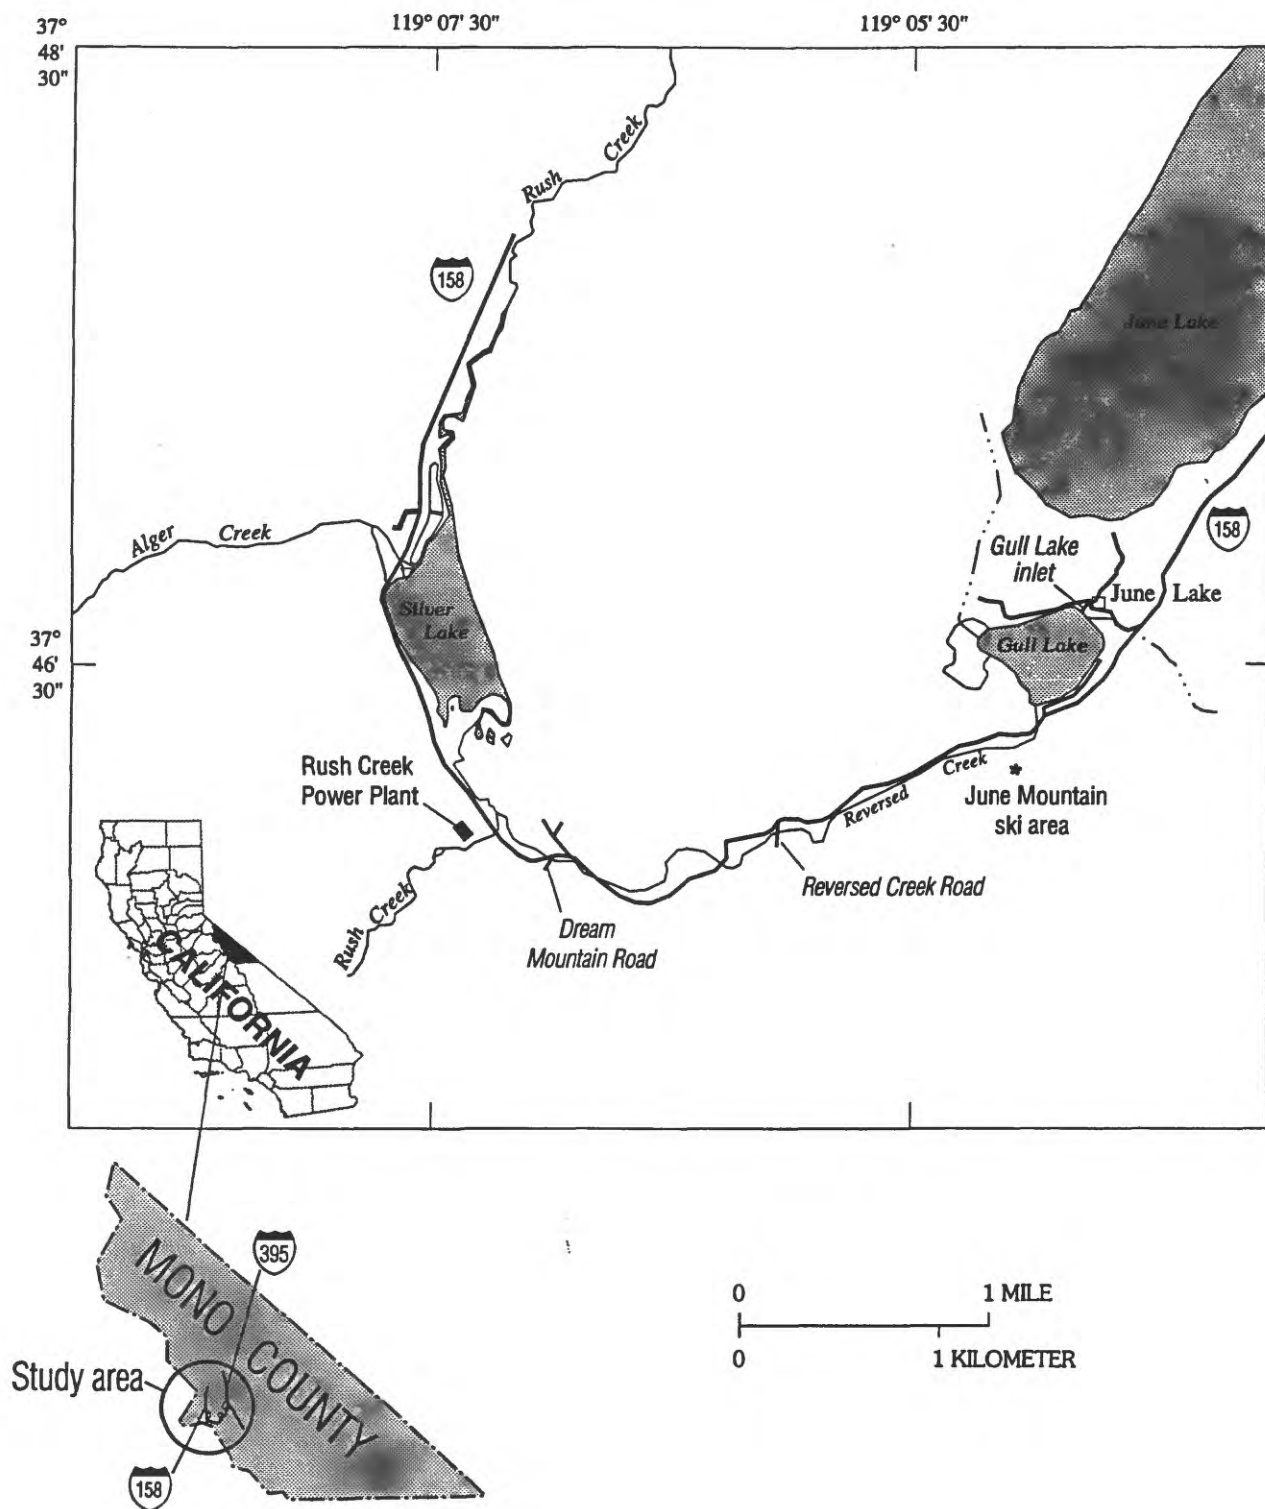 119° 07' 30"
119° 05' 30"
37°
48'
30"
Rush Creek
158
June Lake
Alger Creek
158
Gull Lake
inlet
June Lake
Silver
Lake
Gull Lake
37°
46'
30"
Rush Creek
Power Plant
Reversed Creek
June Mountain
ski area
Reversed Creek Road
Rush Creek
Dream
Mountain Road
CALIFORNIA
395
MONO COUNTY
Study area
158
0 1 MILE
0 1 KILOMETER